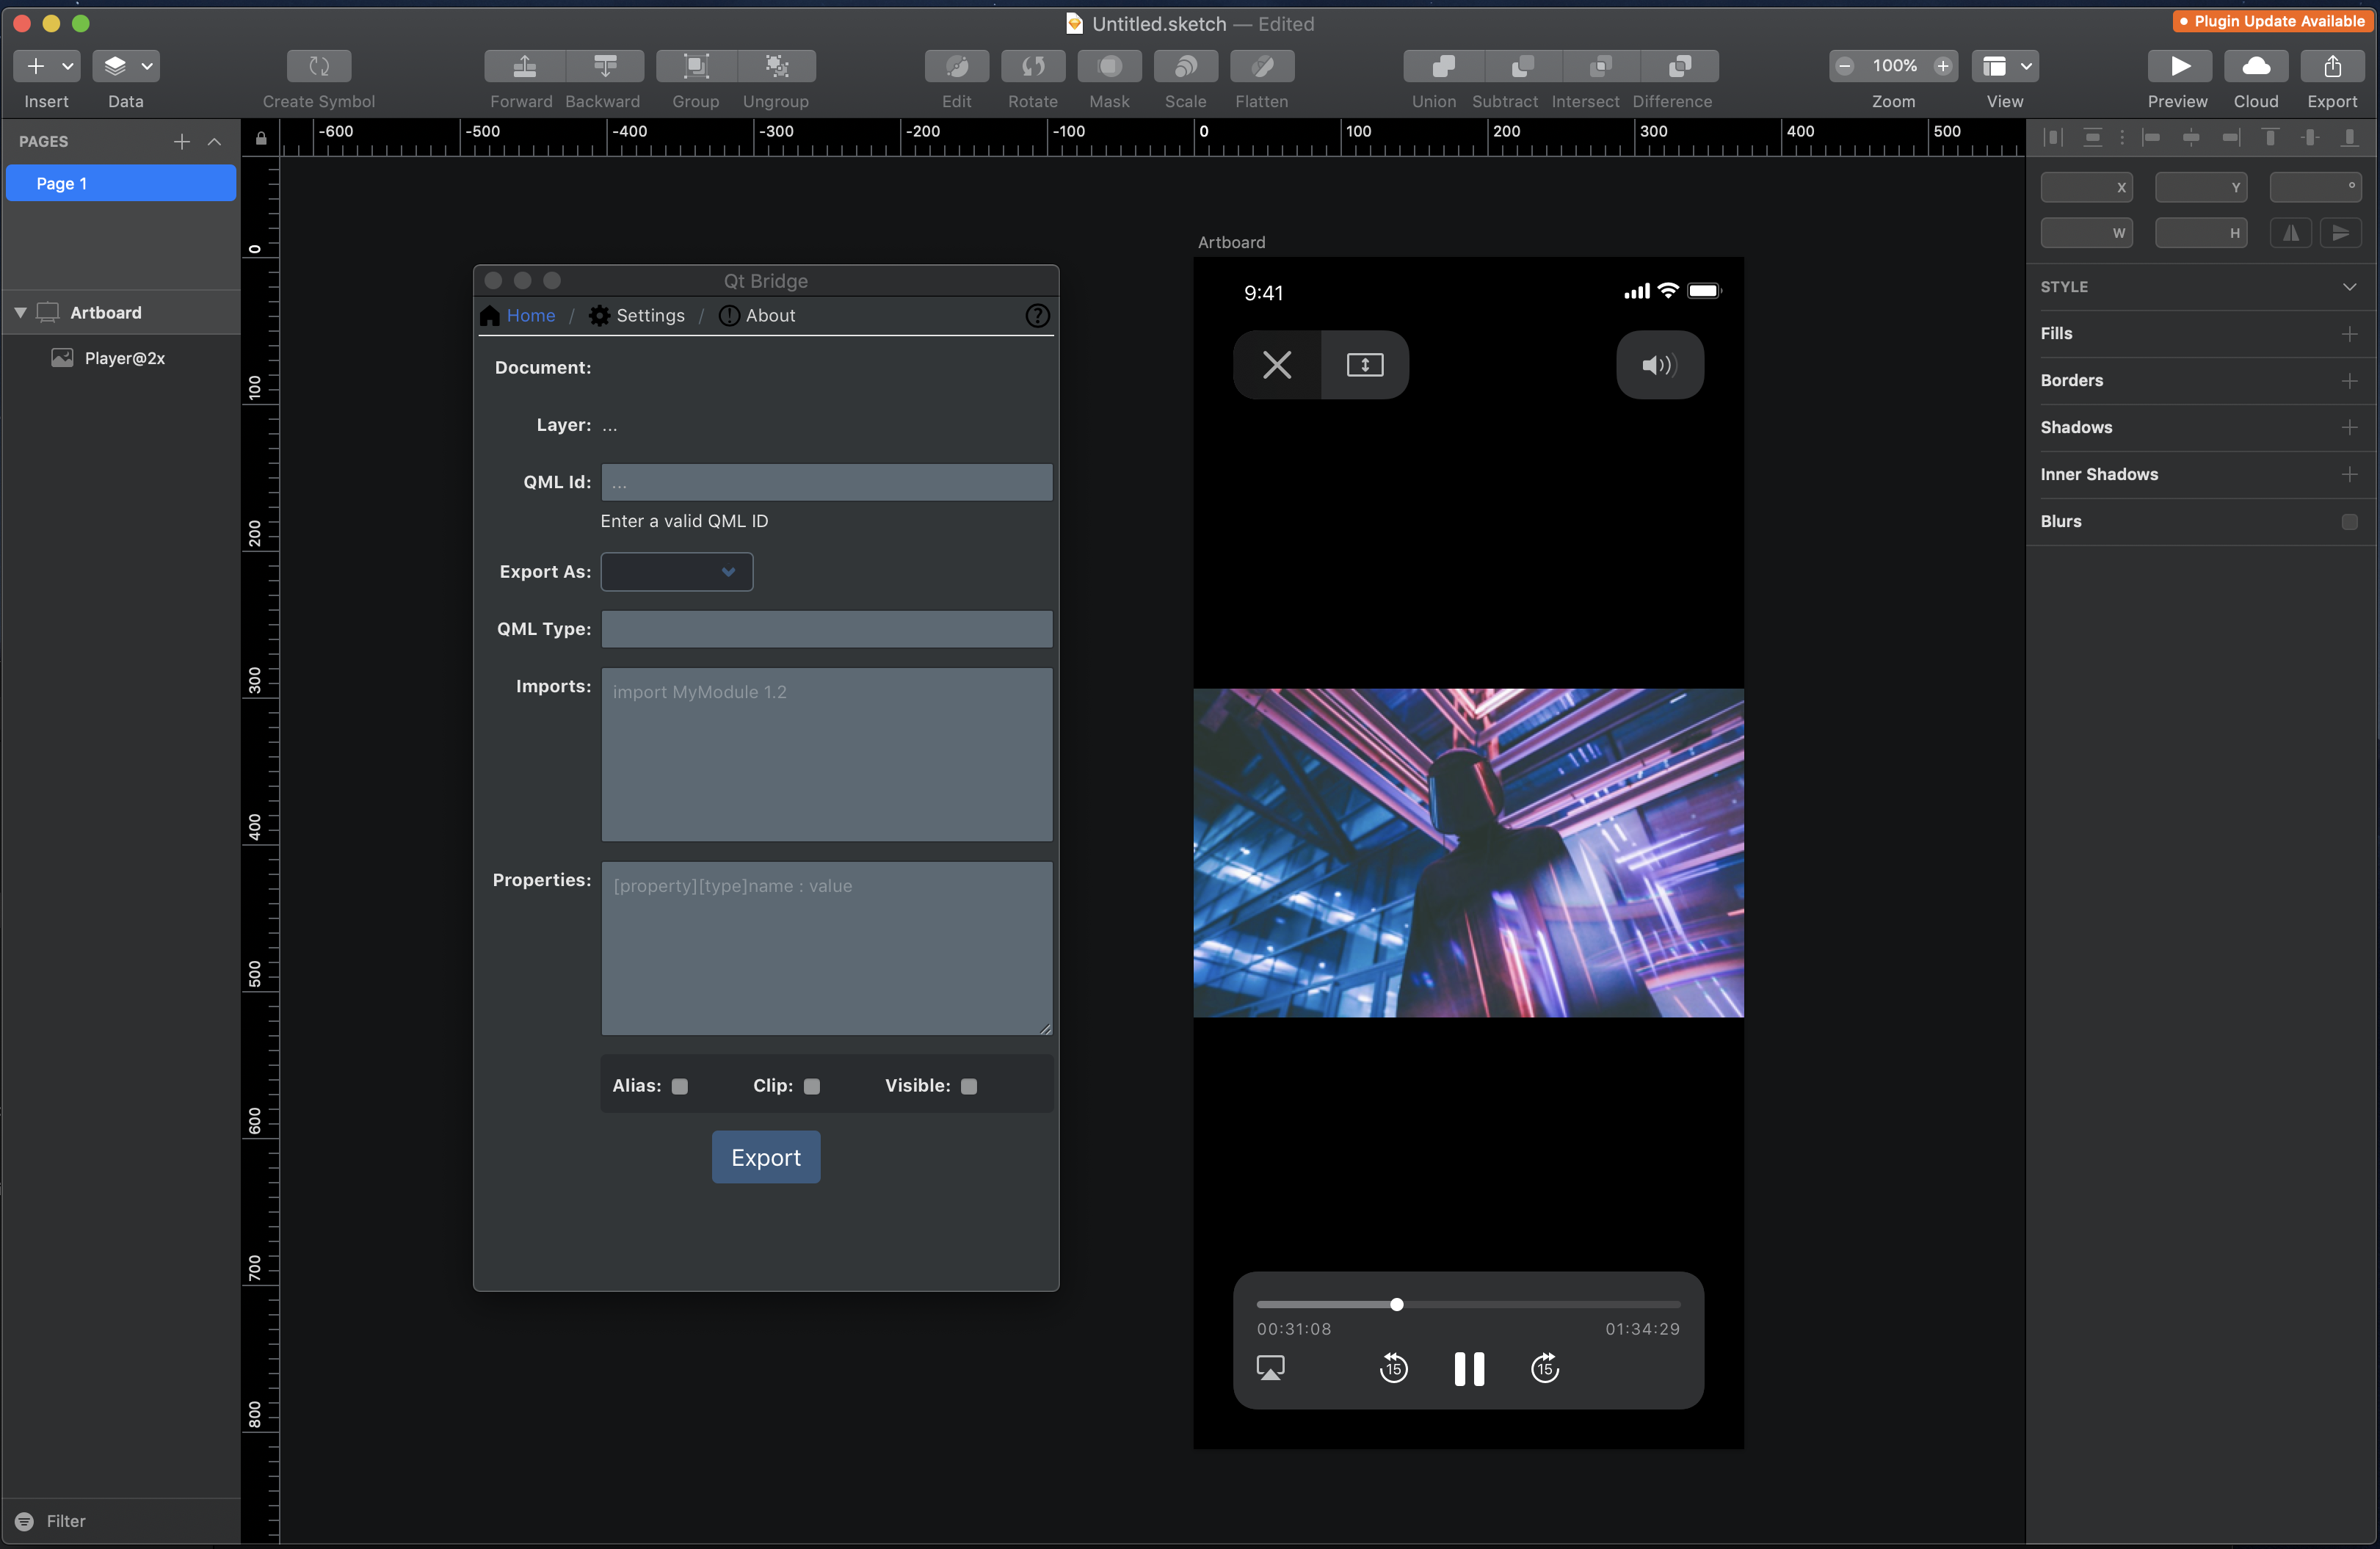 Untitled.sketch — Edited
Plugin Update Available
100%
Insert
Data
Create Symbol
Forward
Backward
Group
Ungroup
Edit
Rotate
Mask
Scale
Flatten
Union
Subtract
Intersect
Difference
Zoom
View
Preview
Cloud
Export
PAGES
Page 1
Artboard
Player@2x
Filter
-600 -500 -400 -300 -200 -100 0 100 200 300 400 500
0
100
200
300
400
500
600
700
800
Qt Bridge
Home / Settings / About
Document:
Layer: ...
QML Id: ...
Enter a valid QML ID
Export As:
QML Type:
Imports: import MyModule 1.2
Properties: [property][type]name : value
Alias: Clip: Visible:
Export
Artboard
9:41
00:31:08 01:34:29
15 15
X Y °
W H
STYLE
Fills
Borders
Shadows
Inner Shadows
Blurs